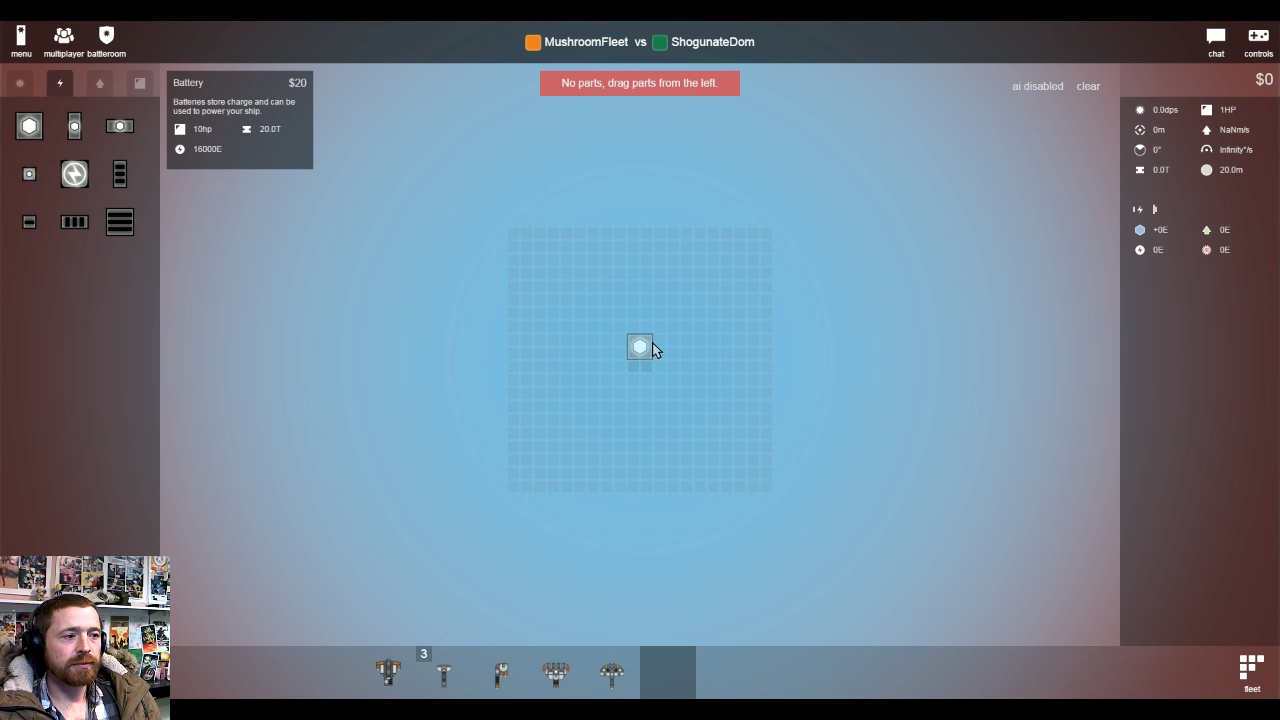 menu
multiplayer
battleroom
MushroomFleet vs ShogunateDom
chat
controls
Battery $20
Batteries store charge and can be
used to power your ship.
10hp 20.0T
16000E
No parts, drag parts from the left.
ai disabled clear
$0
0.0dps 1HP
0m NaNm/s
0° Infinity°/s
0.0T 20.0m
+0E 0E
0E 0E
3
fleet